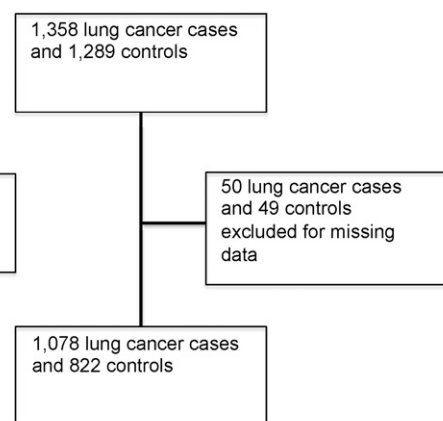 1,358 lung cancer cases
and 1,289 controls
50 lung cancer cases
and 49 controls
excluded for missing
data
1,078 lung cancer cases
and 822 controls